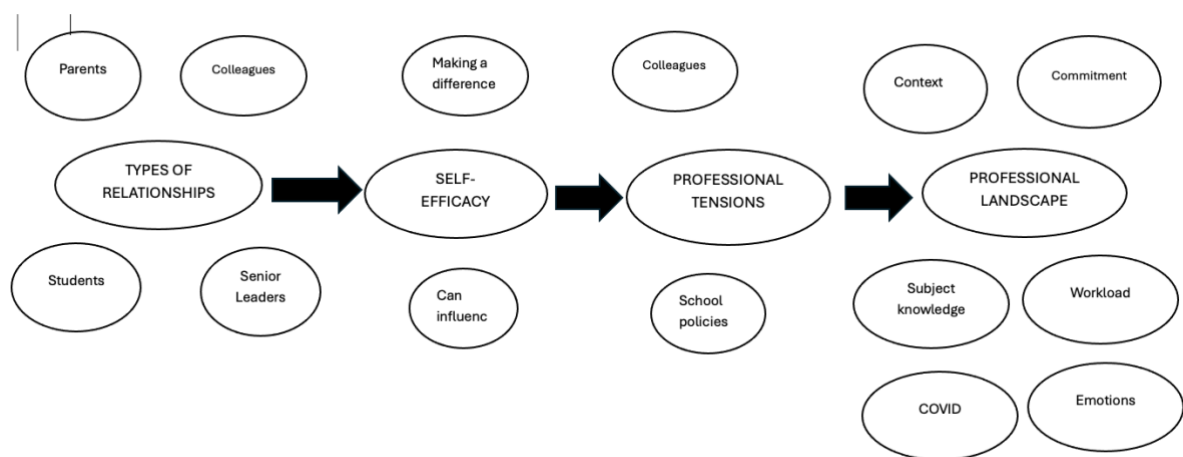 Parents
Colleagues
Making a
difference
Colleagues
Context
Commitment
TYPES OF
RELATIONSHIPS
SELF-
EFFICACY
PROFESSIONAL
TENSIONS
PROFESSIONAL
LANDSCAPE
Students
Senior
Leaders
Can
influenc
School
policies
Subject
knowledge
Workload
COVID
Emotions